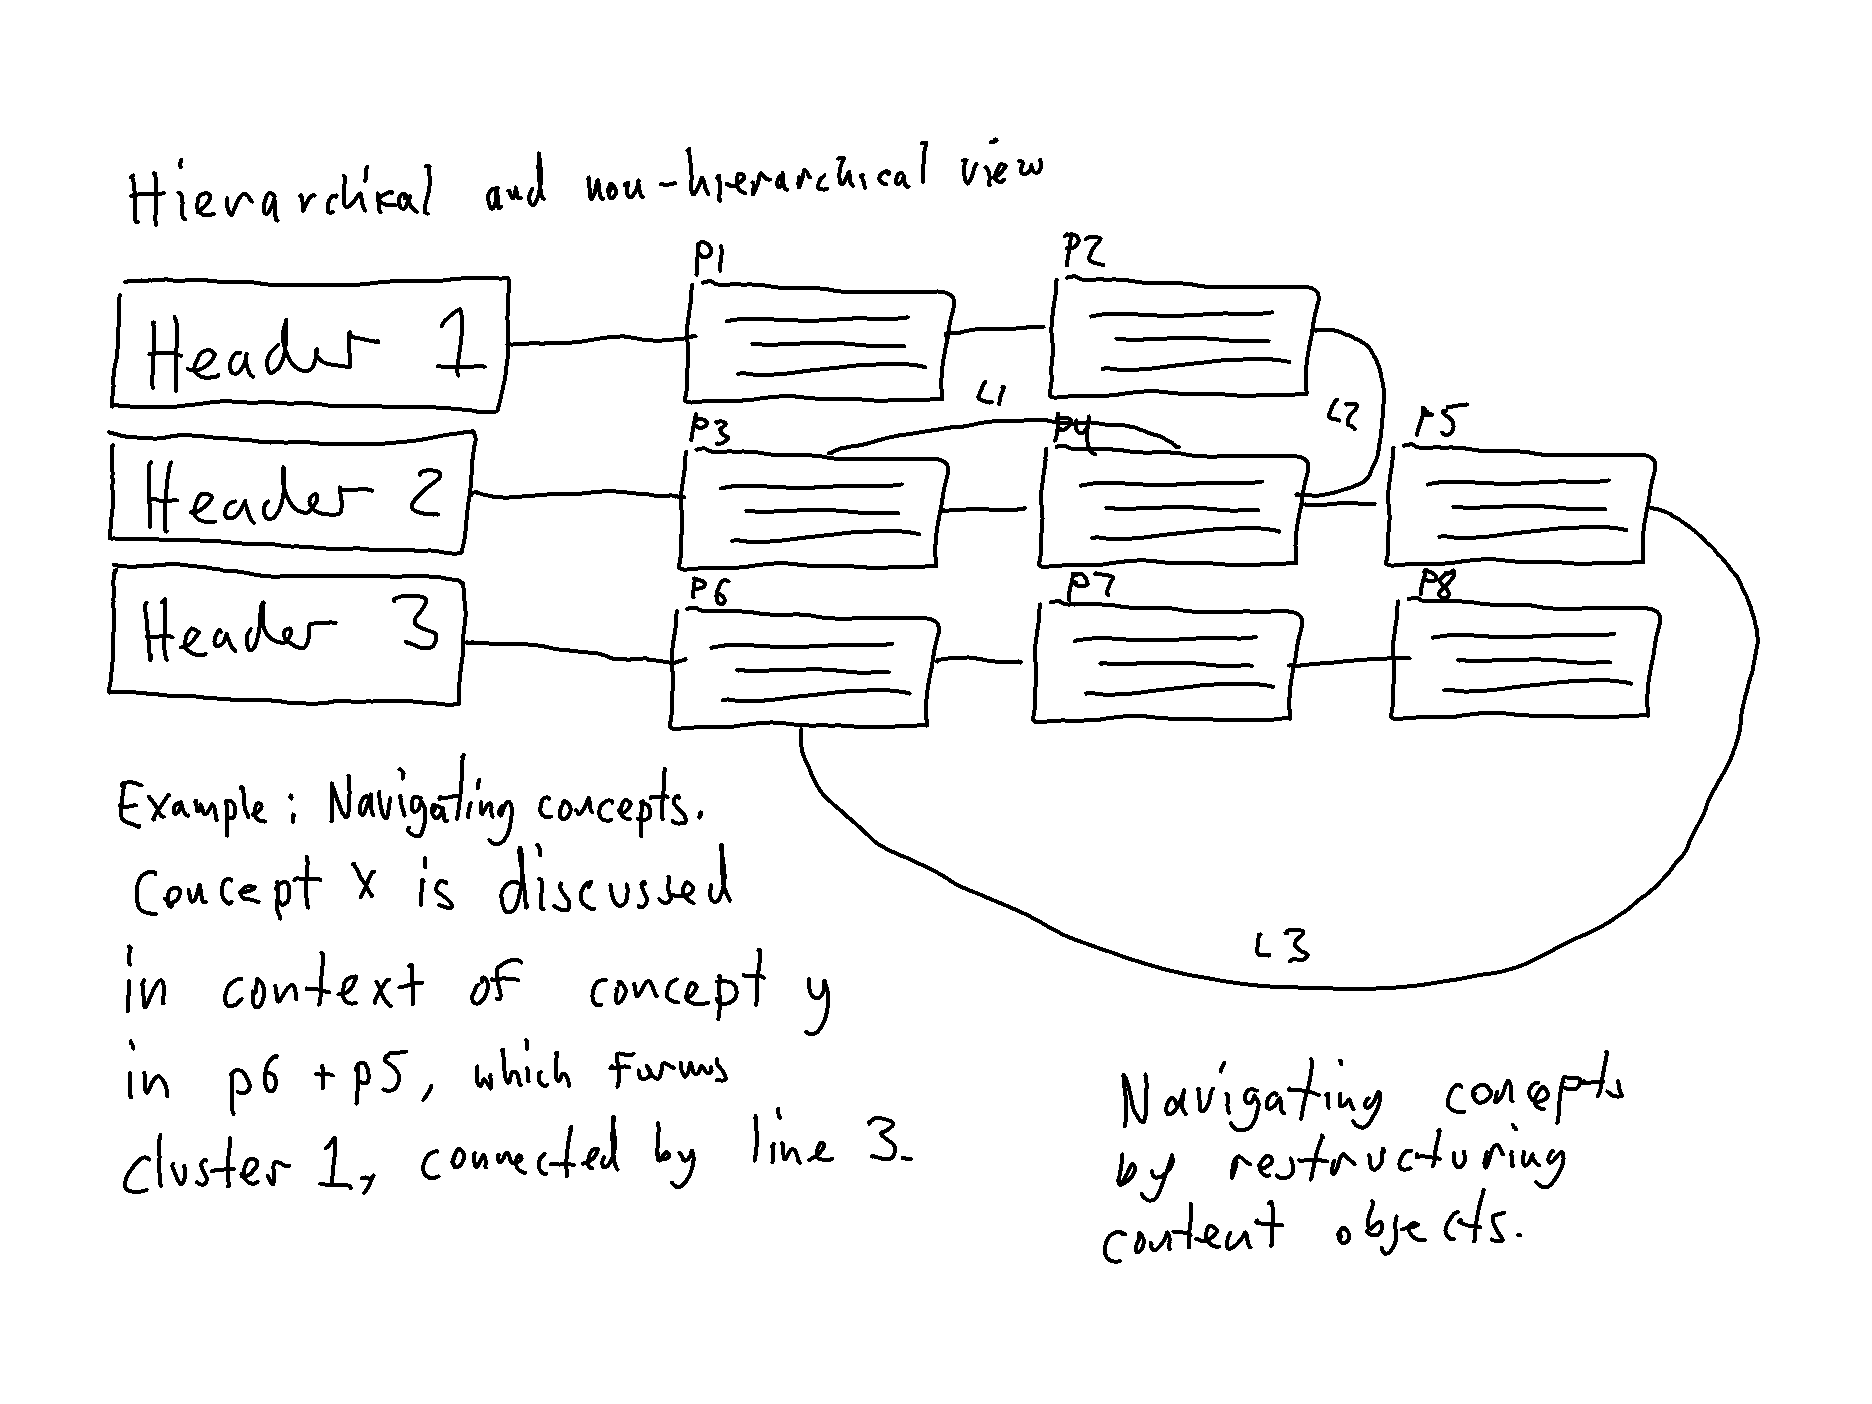 Hierarchical and non-hierarchical view
P1
P2
Header 1
L1
L2
P3
P4
P5
Header 2
P6
P7
P8
Header 3
Example: Navigating concepts.
Concept X is discussed
in context of concept y
in p6 + p5, which forms
cluster 1, connected by line 3.
L3
Navigating concepts
by restructuring
content objects.